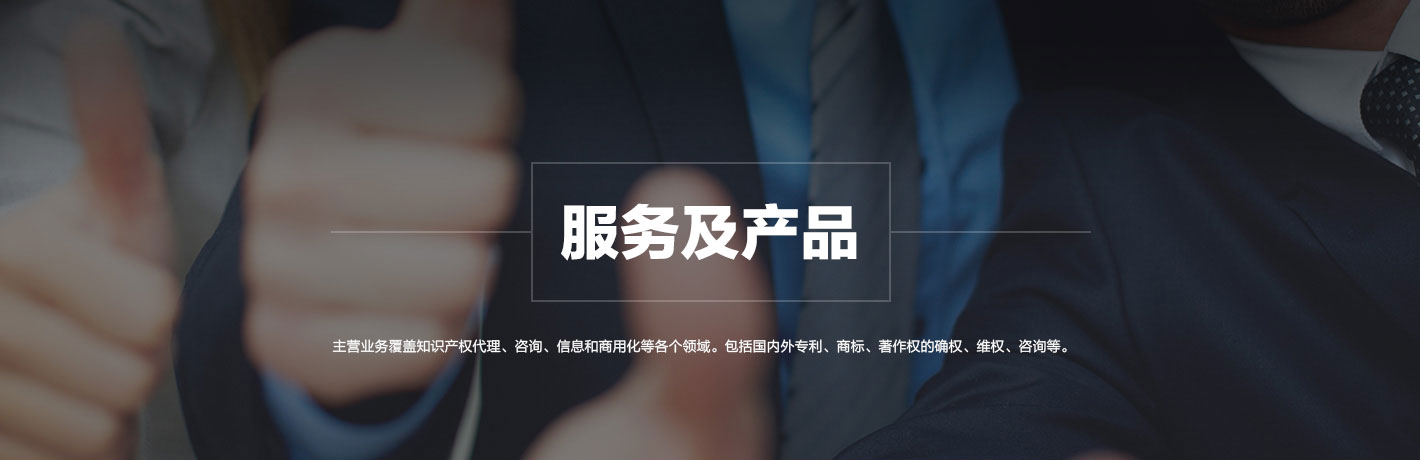 服务及产品
主营业务覆盖知识产权代理、咨询、信息和商用化等各个领域。包括国内外专利、商标、著作权的确权、维权、咨询等。